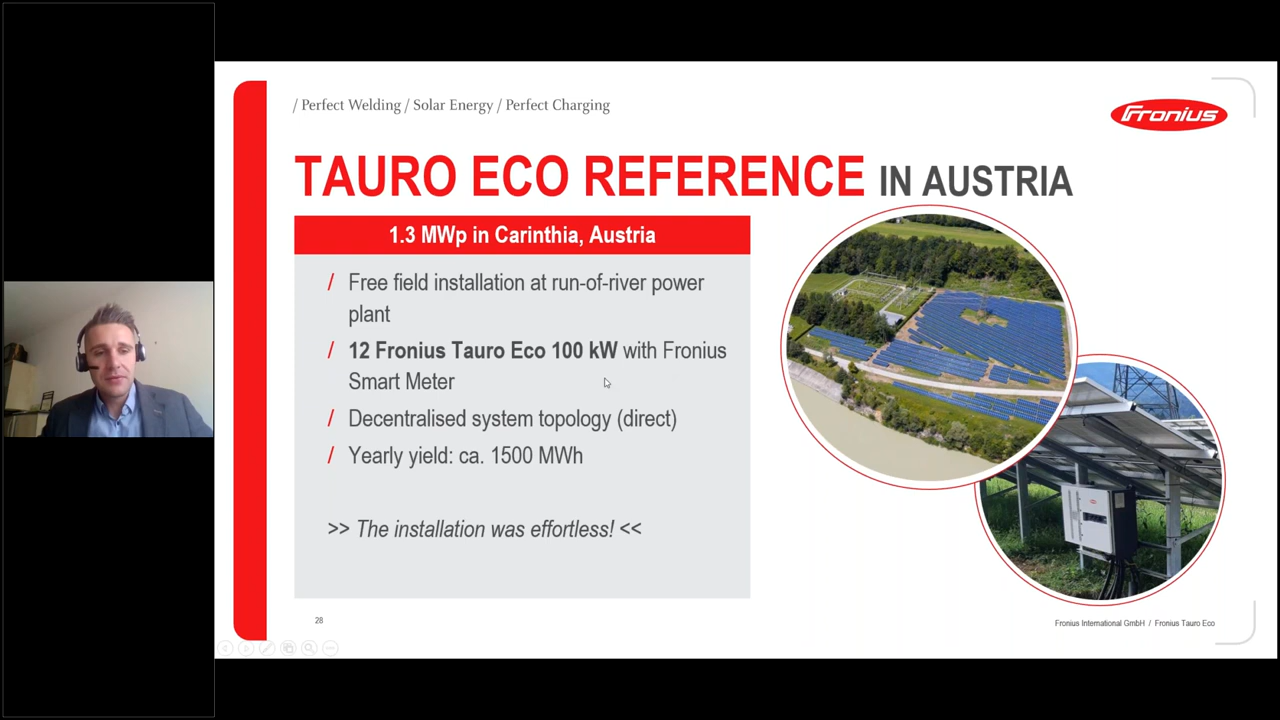 / Perfect Welding / Solar Energy / Perfect Charging
Fronius
TAURO ECO REFERENCE IN AUSTRIA
1.3 MWp in Carinthia, Austria
/ Free field installation at run-of-river power
plant
/ 12 Fronius Tauro Eco 100 kW with Fronius
Smart Meter
/ Decentralised system topology (direct)
/ Yearly yield: ca. 1500 MWh
>> The installation was effortless! <<
28
Fronius International GmbH / Fronius Tauro Eco